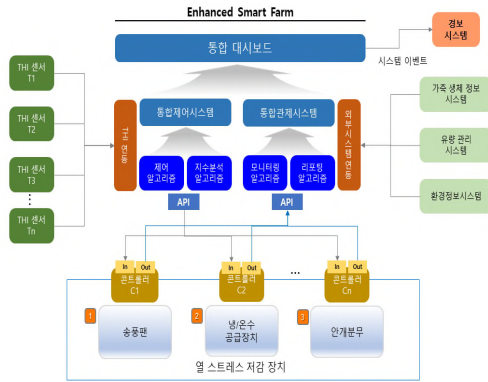 Enhanced Smart Farm
통합 대시보드
경보
시스템
시스템 이벤트
THI 센서
T1
THI 센서
T2
THI 센서
T3
THI 센서
Tn
THI 연동
통합제어시스템
통합관제시스템
외부시스템 연동
가축 생체 정보
시스템
유량 관리
시스템
환경정보시스템
제어
알고리즘
지수분석
알고리즘
모니터링
알고리즘
리포팅
알고리즘
API
API
In
Out
콘트롤러
C1
In
Out
콘트롤러
C2
...
In
Out
콘트롤러
Cn
1
송풍팬
2
냉/온수
공급장치
3
안개분무
열 스트레스 저감 장치